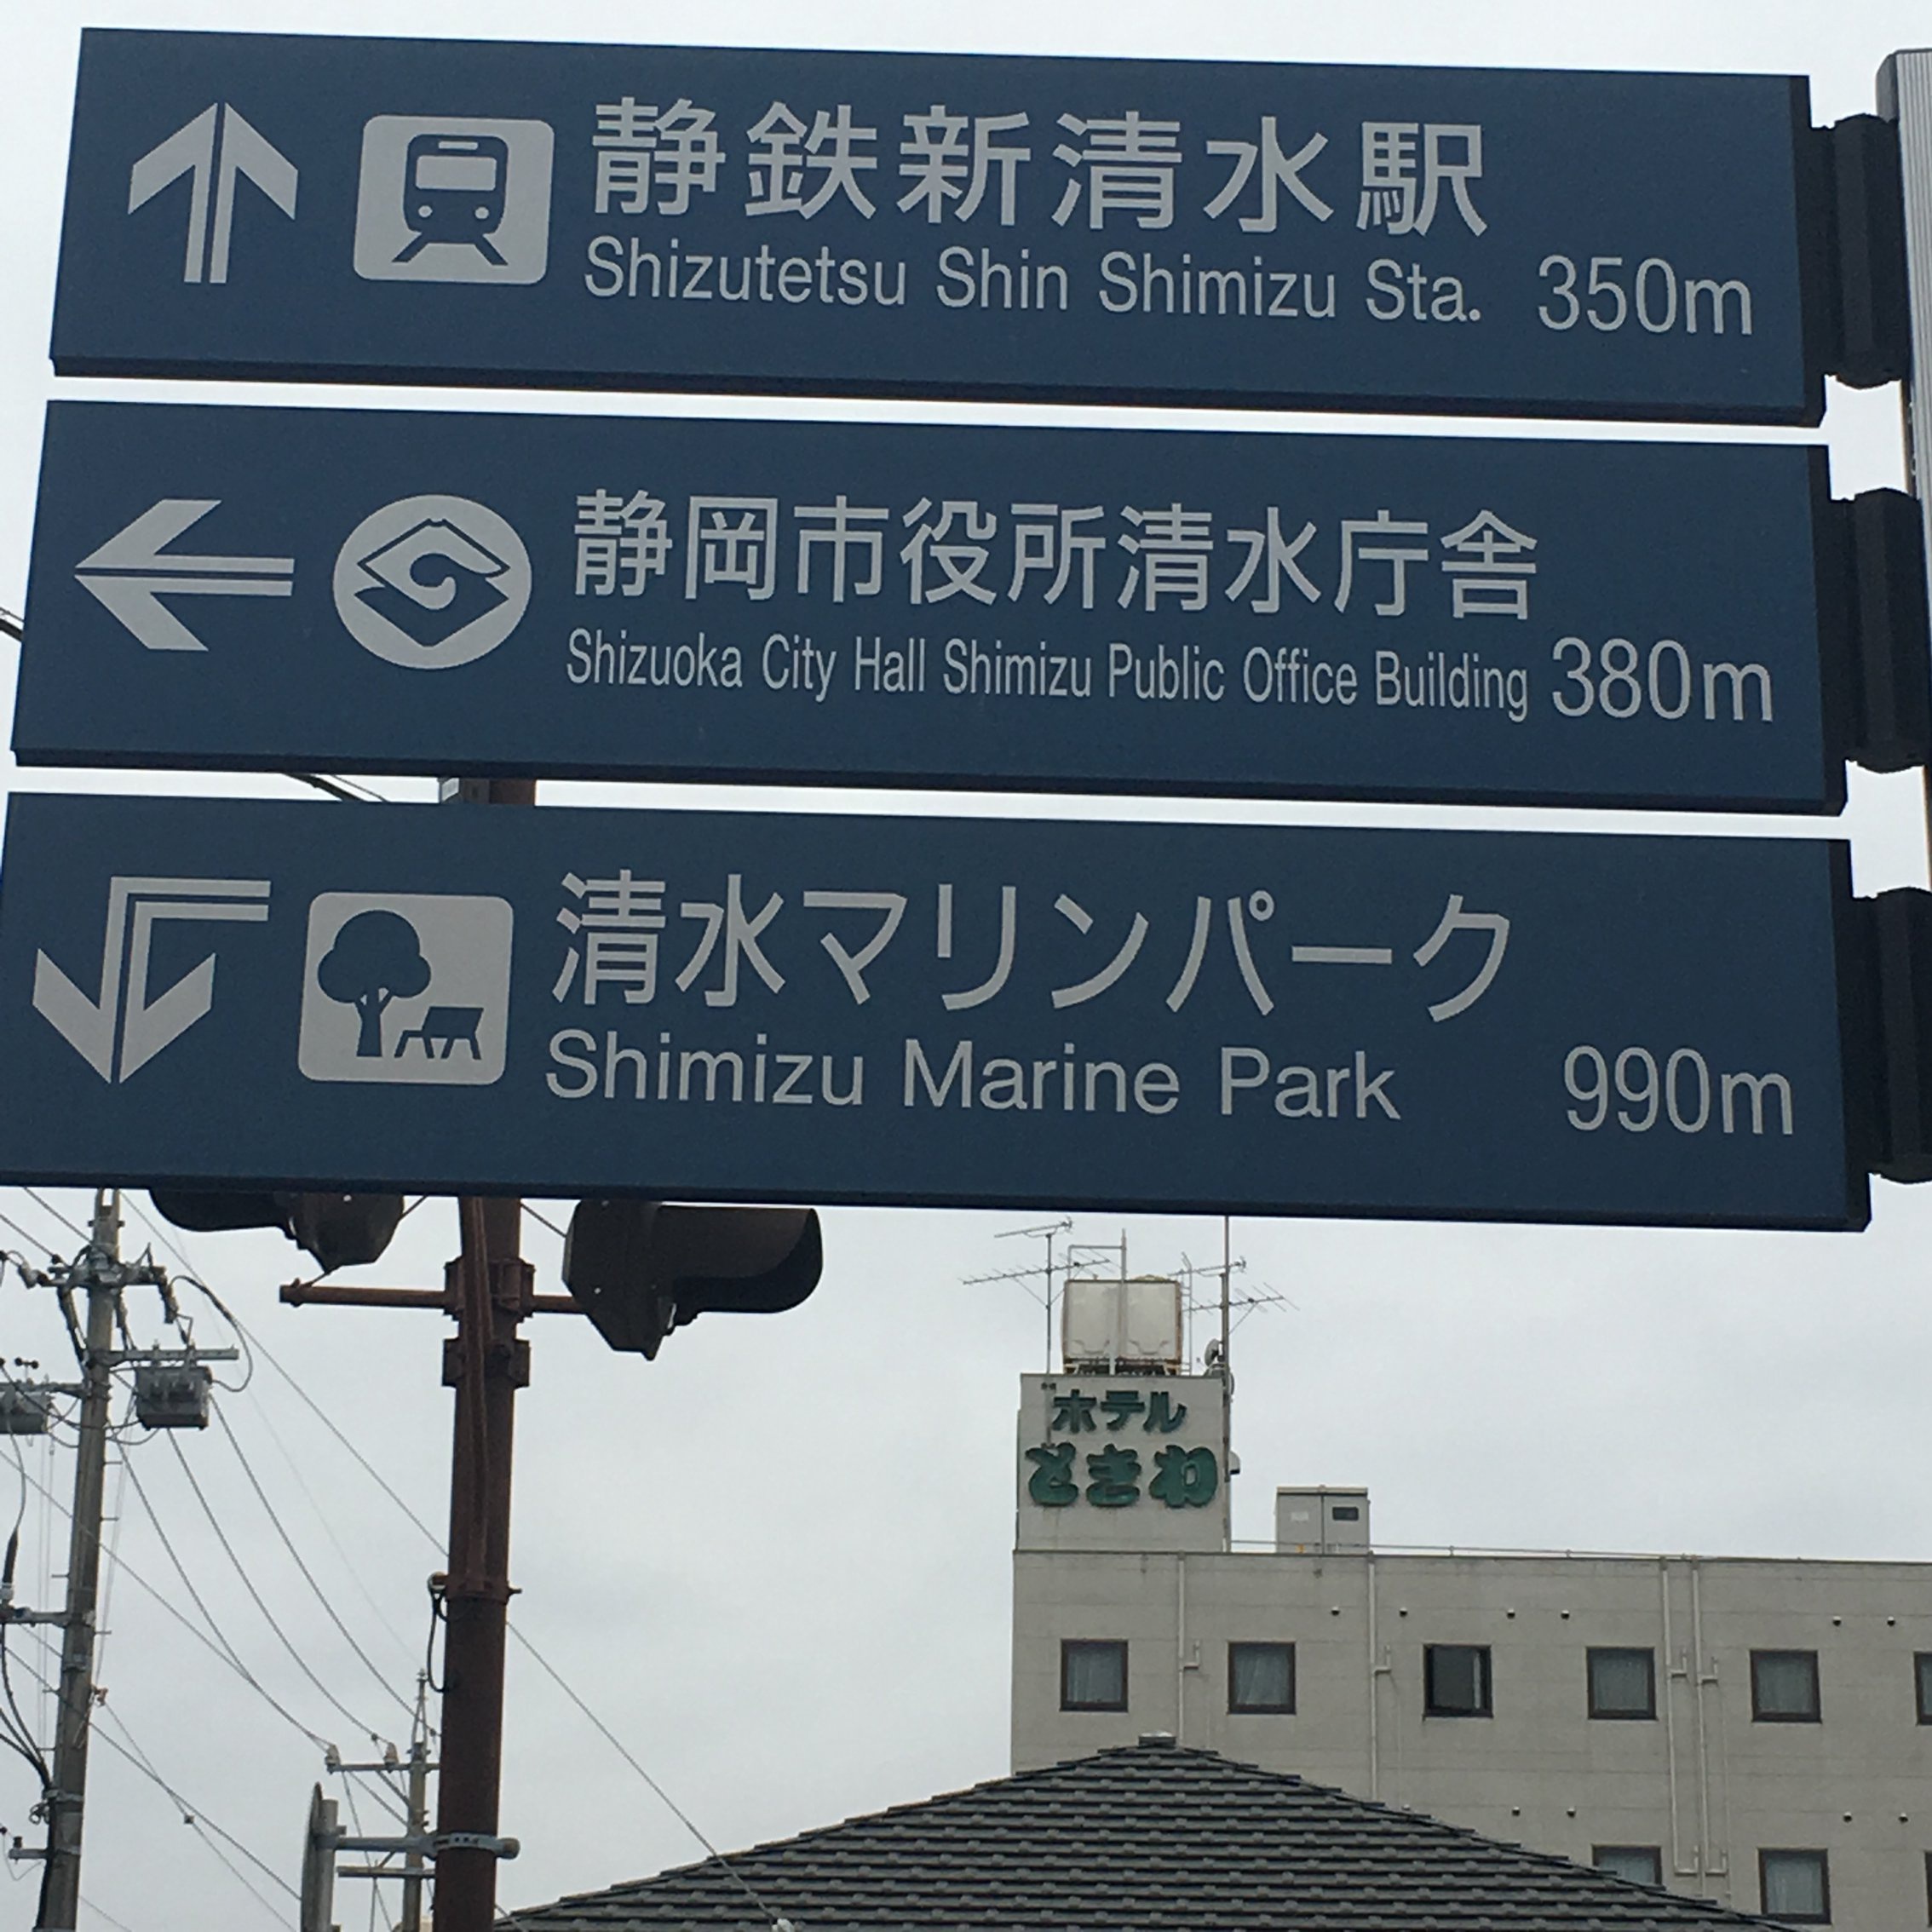 静鉄新清水駅
Shizutetsu Shin Shimizu Sta. 350m
静岡市役所清水庁舎
Shizuoka City Hall Shimizu Public Office Building 380m
清水マリンパーク
Shimizu Marine Park 990m
ホテル
ときわ